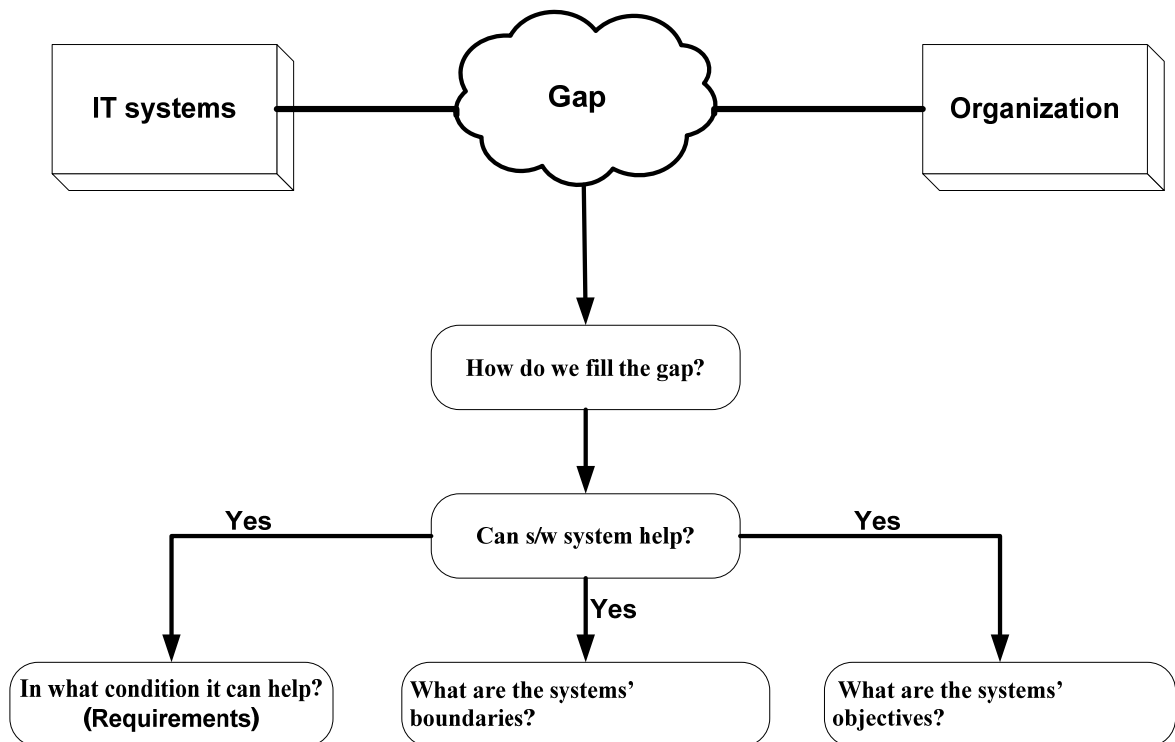 IT systems
Gap
Organization
How do we fill the gap?
Can s/w system help?
Yes
Yes
Yes
In what condition it can help?
(Requirements)
What are the systems’
boundaries?
What are the systems’
objectives?